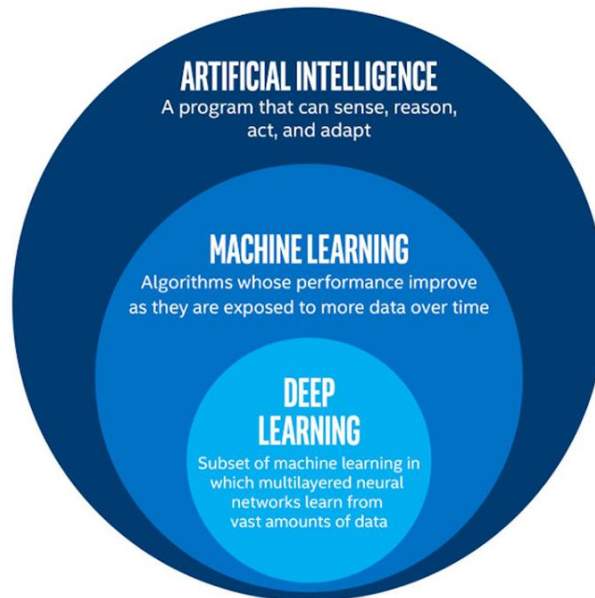 ARTIFICIAL INTELLIGENCE
A program that can sense, reason,
act, and adapt
MACHINE LEARNING
Algorithms whose performance improve
as they are exposed to more data over time
DEEP
LEARNING
Subset of machine learning in
which multilayered neural
networks learn from
vast amounts of data